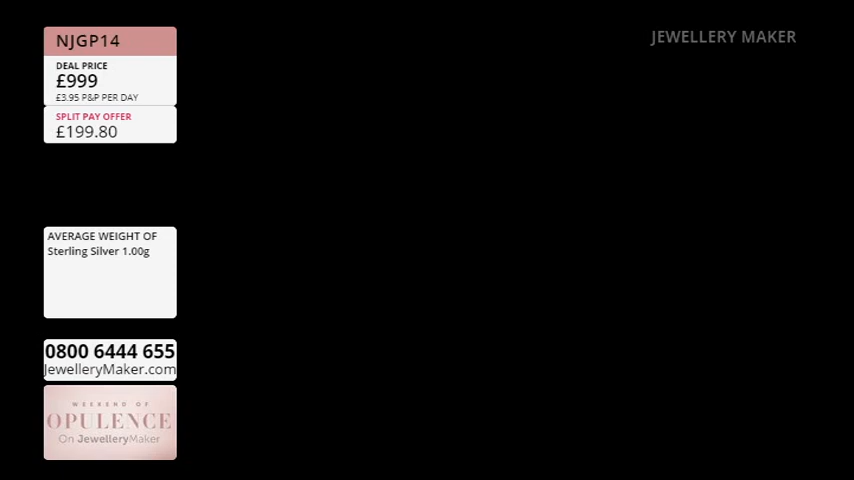 NJGP14
DEAL PRICE
£999
£3.95 P&P PER DAY
SPLIT PAY OFFER
£199.80
JEWELLERY MAKER
AVERAGE WEIGHT OF
Sterling Silver 1.00g
0800 6444 655
JewelleryMaker.com
WEEKEND OF
OPULENCE
On JewelleryMaker